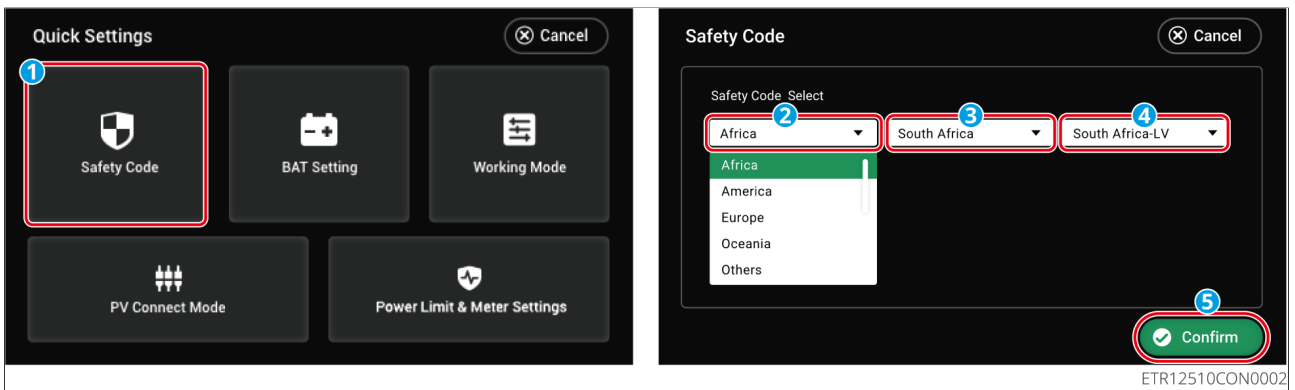 Quick Settings
Cancel
1
Safety Code
BAT Setting
Working Mode
PV Connect Mode
Power Limit & Meter Settings
Safety Code
Cancel
Safety Code Select
2
3
4
Africa
South Africa
South Africa-LV
Africa
America
Europe
Oceania
Others
5
Confirm
ETR12510CON0002